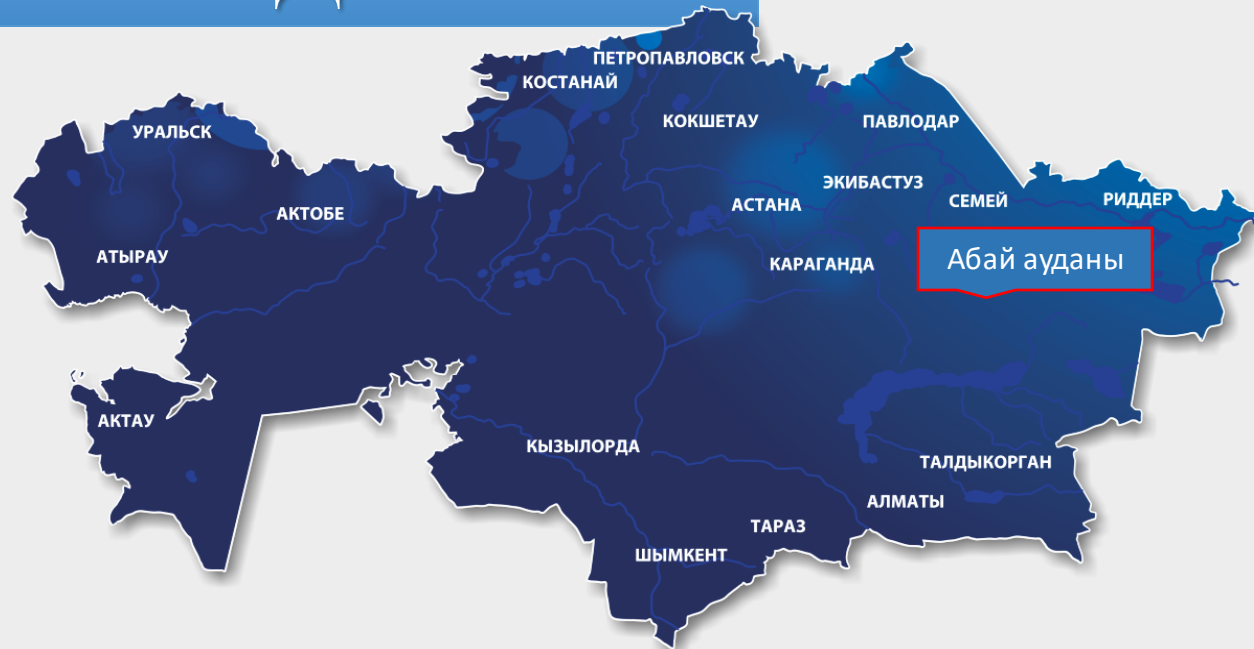 ПЕТРОПАВЛОВСК
КОСТАНАЙ
КОКШЕТАУ
ПАВЛОДАР
УРАЛЬСК
ЭКИБАСТУЗ
АСТАНА
СЕМЕЙ
РИДДЕР
АКТОБЕ
АТЫРАУ
КАРАГАНДА
Абай ауданы
АКТАУ
КЫЗЫЛОРДА
ТАЛДЫКОРГАН
АЛМАТЫ
ТАРАЗ
ШЫМКЕНТ